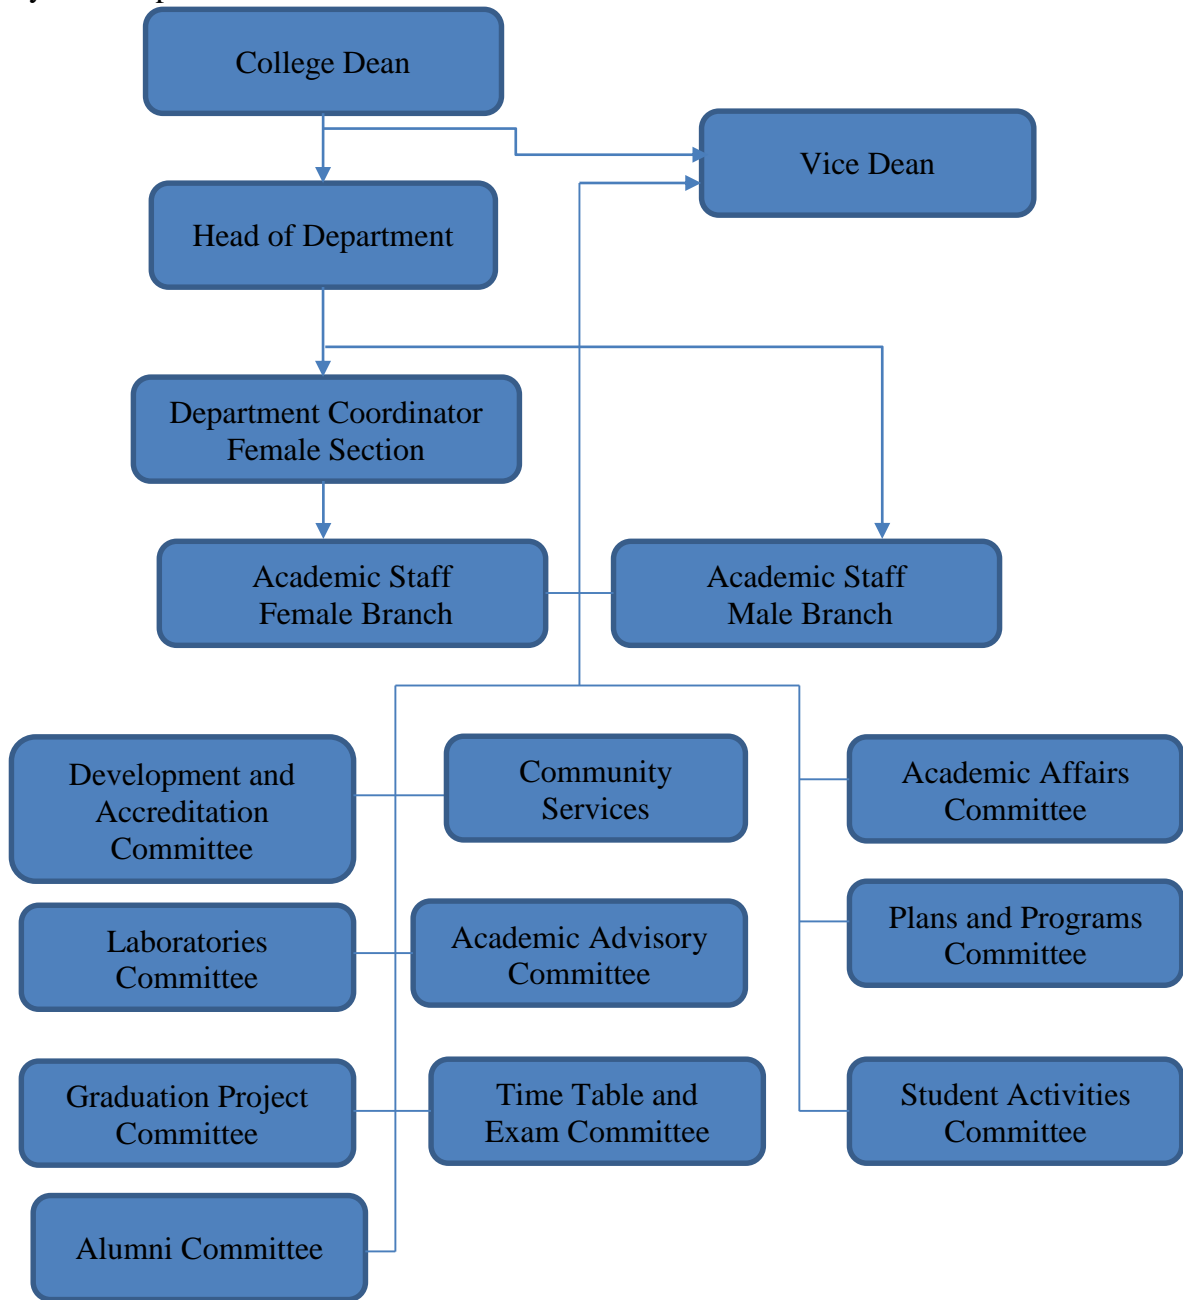 College Dean
Vice Dean
Head of Department
Department Coordinator
Female Section
Academic Staff
Female Branch
Academic Staff
Male Branch
Development and
Accreditation
Committee
Community
Services
Academic Affairs
Committee
Laboratories
Committee
Academic Advisory
Committee
Plans and Programs
Committee
Graduation Project
Committee
Time Table and
Exam Committee
Student Activities
Committee
Alumni Committee